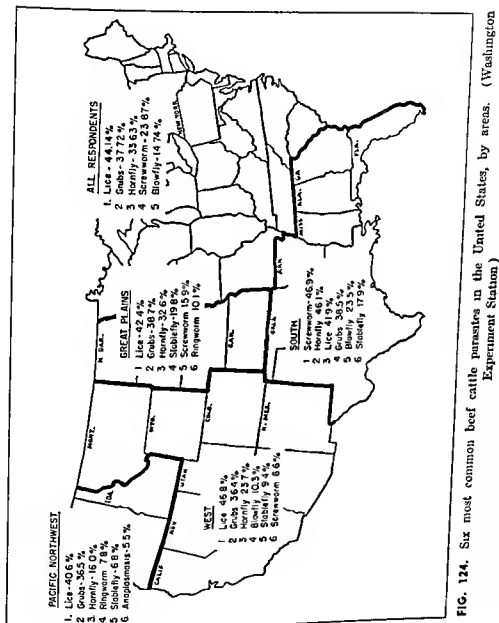 PACIFIC NORTHWEST
1. Lice-40.6%
2. Grubs-36.5%
3. Hornfly-16.0%
4 Ringworm 7.8%
5 Stablefly-6.8%
6. Anaplasmosis-5.5%
WEST
1 Lice 46.8%
2 Grubs 36.4%
3 Hornfly 23.7%
4 Blowfly 10.3%
5 Stablefly 9.4%
6 Screwworm 8.6%
GREAT PLAINS
1 Lice-42.4%
2 Grubs-38.7%
3 Hornfly-32.6%
4 Stablefly-19.8%
5 Screwworm 15.9%
6 Ringworm 10.1%
SOUTH
1 Screwworm-46.9%
2 Hornfly 46.1%
3 Lice 41.9%
4 Grubs 38.5%
5 Blowfly 23.5%
6 Stablefly 17.9%
ALL RESPONDENTS
1. Lice-44.14%
2 Grubs-37.72%
3 Hornfly-33.63%
4 Screwworm-23.87%
5 Blowfly-14.74%
MONT.
IDA
WYO.
NEV
UTAH
CALIF
COLO.
N. MEX.
N DAK.
KAN.
OKLA
ARK
MISS
ALA.
GA
FLA.
NEW YORK
FIG. 124. Six most common beef cattle parasites in the United States, by areas. (Washington
Experiment Station)